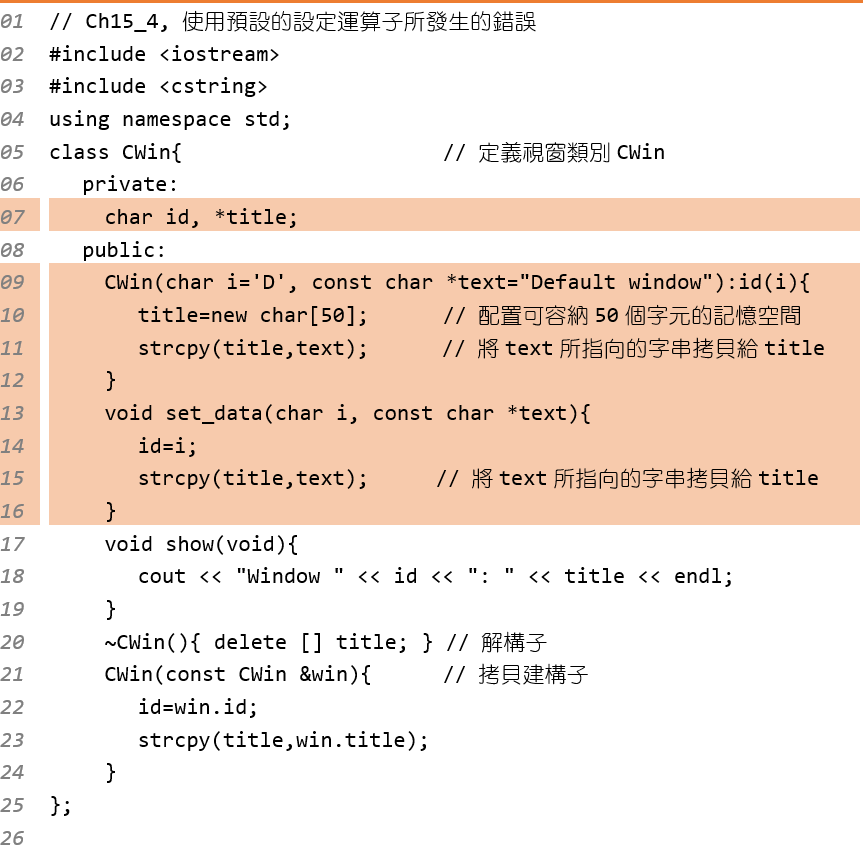 01 // Ch15_4, 使用預設的設定運算子所發生的錯誤
02 #include <iostream>
03 #include <cstring>
04 using namespace std;
05 class CWin{ // 定義視窗類別 CWin
06 private:
07 char id, *title;
08 public:
09 CWin(char i='D', const char *text="Default window"):id(i){
10 title=new char[50]; // 配置可容納 50 個字元的記憶空間
11 strcpy(title,text); // 將 text 所指向的字串拷貝給 title
12 }
13 void set_data(char i, const char *text){
14 id=i;
15 strcpy(title,text); // 將 text 所指向的字串拷貝給 title
16 }
17 void show(void){
18 cout << "Window " << id << ": " << title << endl;
19 }
20 ~CWin(){ delete [] title; } // 解構子
21 CWin(const CWin &win){ // 拷貝建構子
22 id=win.id;
23 strcpy(title,win.title);
24 }
25 };
26